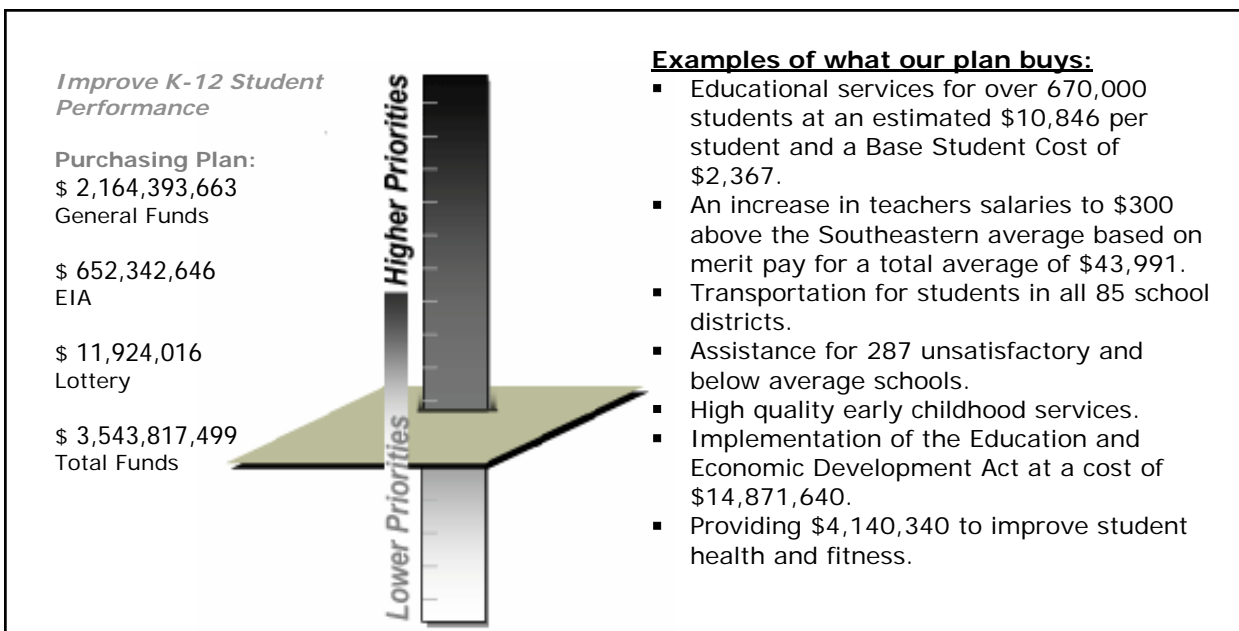 Improve K-12 Student
Performance
Purchasing Plan:
$ 2,164,393,663
General Funds
$ 652,342,646
EIA
$ 11,924,016
Lottery
$ 3,543,817,499
Total Funds
Higher Priorities
Lower Priorities
Examples of what our plan buys:
▪ Educational services for over 670,000
students at an estimated $10,846 per
student and a Base Student Cost of
$2,367.
▪ An increase in teachers salaries to $300
above the Southeastern average based on
merit pay for a total average of $43,991.
▪ Transportation for students in all 85 school
districts.
▪ Assistance for 287 unsatisfactory and
below average schools.
▪ High quality early childhood services.
▪ Implementation of the Education and
Economic Development Act at a cost of
$14,871,640.
▪ Providing $4,140,340 to improve student
health and fitness.